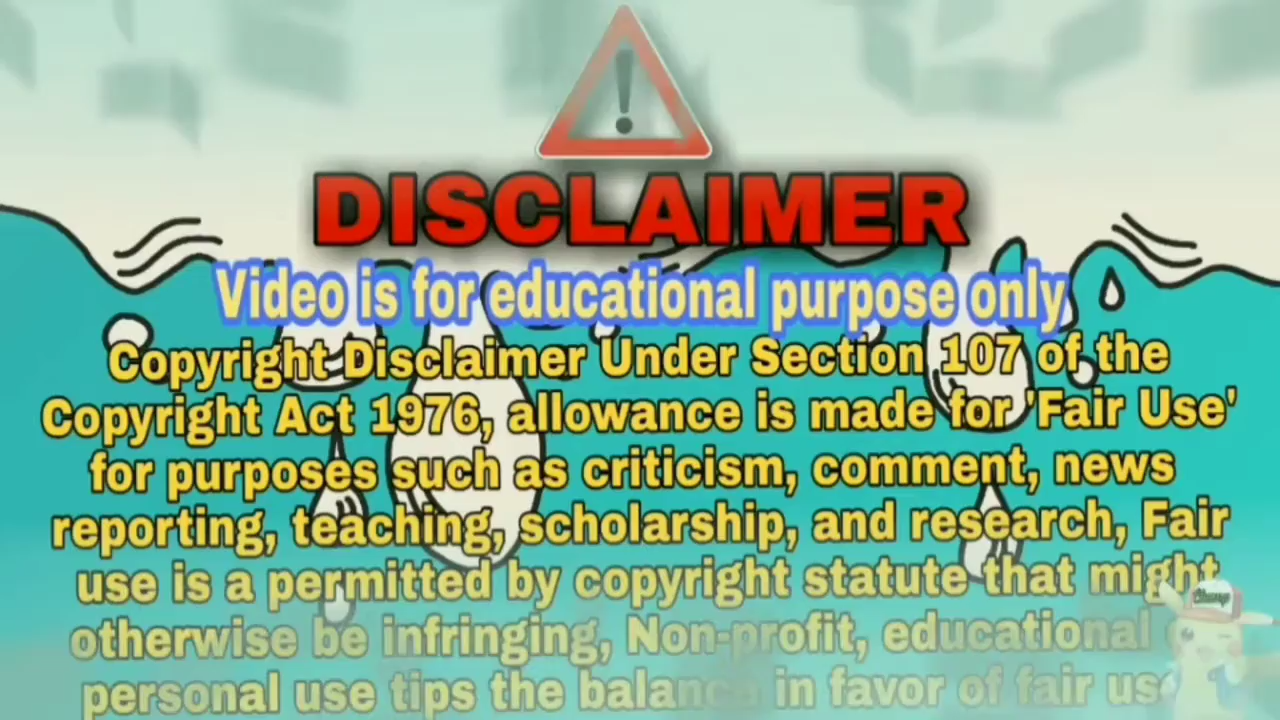 DISCLAIMER
Video is for educational purpose only
Copyright Disclaimer Under Section 107 of the
Copyright Act 1976, allowance is made for 'Fair Use'
for purposes such as criticism, comment, news
reporting, teaching, scholarship, and research, Fair
use is a permitted by copyright statute that might
otherwise be infringing, Non-profit, educational
personal use tips the balance in favor of fair use
Champ